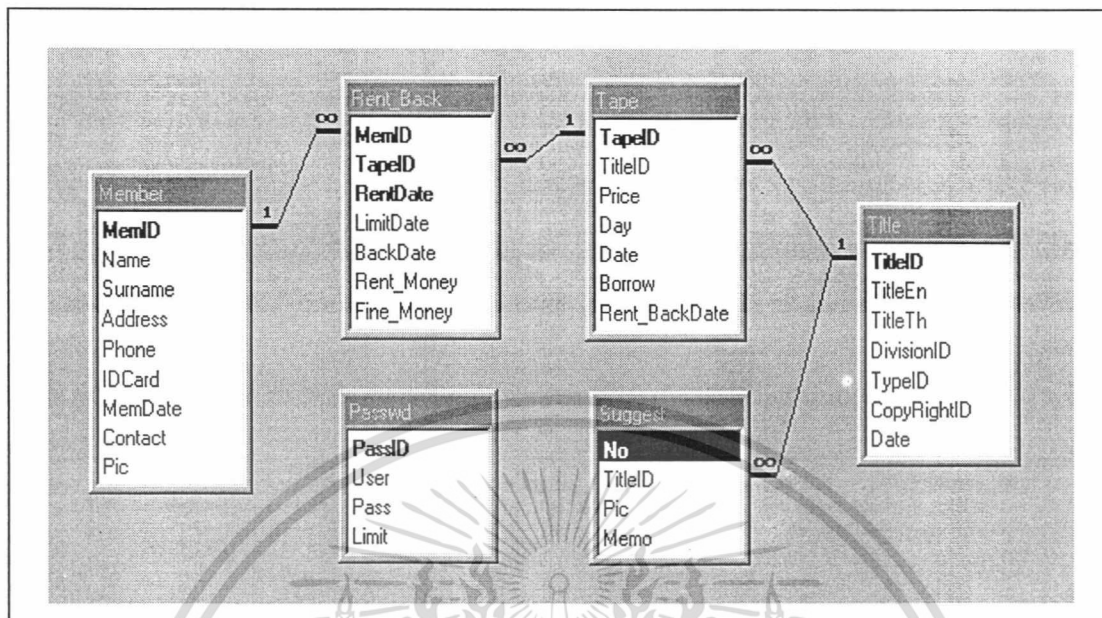 Member
MemID
Name
Surname
Address
Phone
IDCard
MemDate
Contact
Pic
1
∞
Rent_Back
MemID
TapeID
RentDate
LimitDate
BackDate
Rent_Money
Fine_Money
∞
1
Tape
TapeID
TitleID
Price
Day
Date
Borrow
Rent_BackDate
∞
1
Title
TitleID
TitleEn
TitleTh
DivisionID
TypeID
CopyRightID
Date
Passwd
PassID
User
Pass
Limit
Suggest
No
TitleID
Pic
Memo
∞